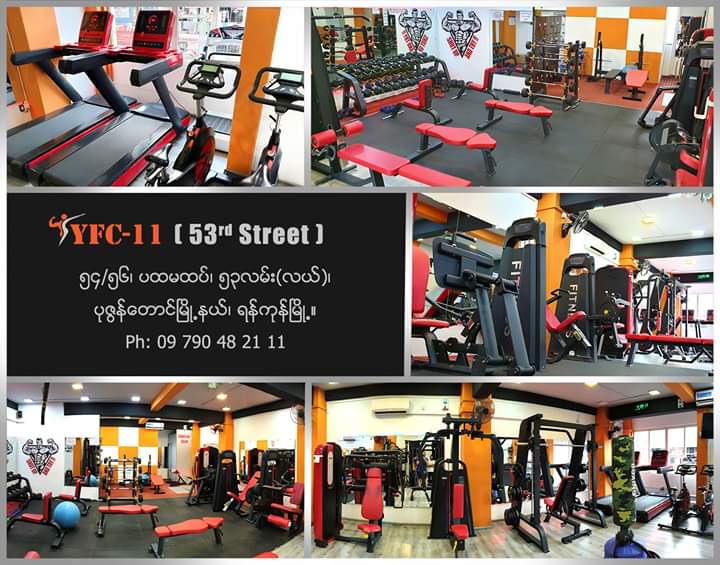 YFC-11 ( 53rd Street )
၅၄/၅၆၊ ပထမထပ်၊ ၅၃လမ်း(လယ်)၊
ပုဇွန်တောင်မြို့နယ်၊ ရန်ကုန်မြို့။
Ph: 09 790 48 21 11
FITNESS